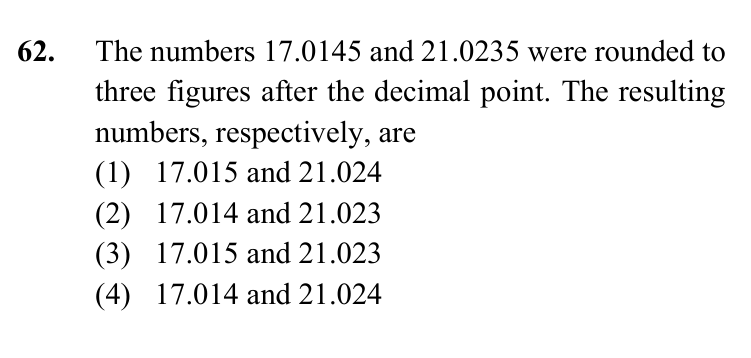 62. The numbers 17.0145 and 21.0235 were rounded to
three figures after the decimal point. The resulting
numbers, respectively, are
(1) 17.015 and 21.024
(2) 17.014 and 21.023
(3) 17.015 and 21.023
(4) 17.014 and 21.024